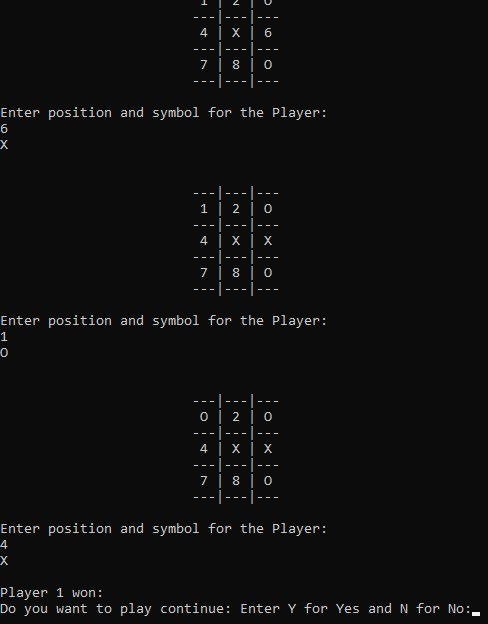 1 | 2 | O
---|---|---
4 | X | 6
---|---|---
7 | 8 | O
---|---|---
Enter position and symbol for the Player:
6
X
---|---|---
1 | 2 | O
---|---|---
4 | X | X
---|---|---
7 | 8 | O
---|---|---
Enter position and symbol for the Player:
1
O
---|---|---
O | 2 | O
---|---|---
4 | X | X
---|---|---
7 | 8 | O
---|---|---
Enter position and symbol for the Player:
4
X
Player 1 won:
Do you want to play continue: Enter Y for Yes and N for No: